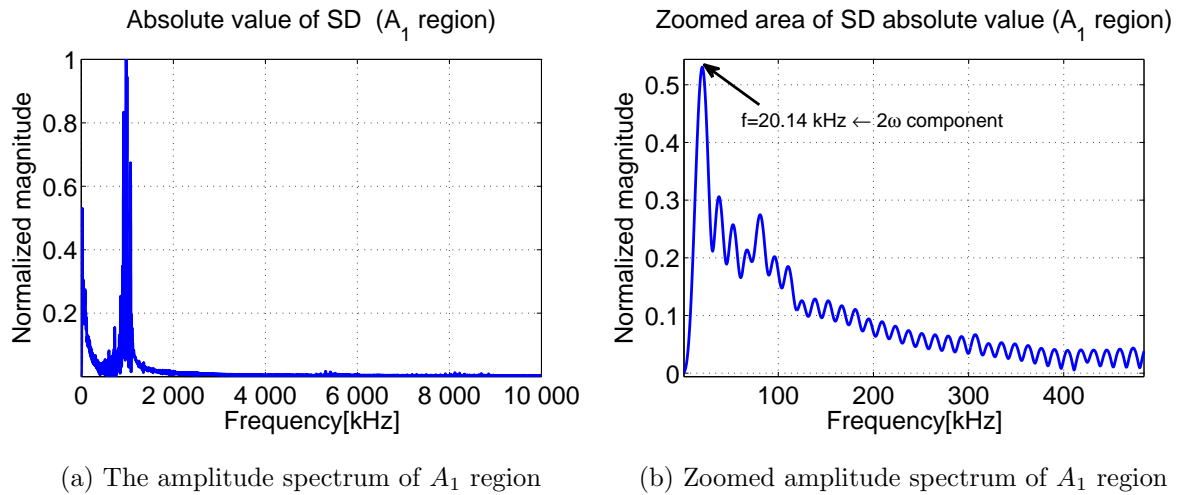 Absolute value of SD (A1 region)
Normalized magnitude
1
0.8
0.6
0.4
0.2
0
2 000
4 000
6 000
8 000
10 000
Frequency[kHz]
(a) The amplitude spectrum of A1 region
Zoomed area of SD absolute value (A1 region)
Normalized magnitude
0.5
0.4
0.3
0.2
0.1
0
f=20.14 kHz ← 2ω component
100
200
300
400
Frequency[kHz]
(b) Zoomed amplitude spectrum of A1 region